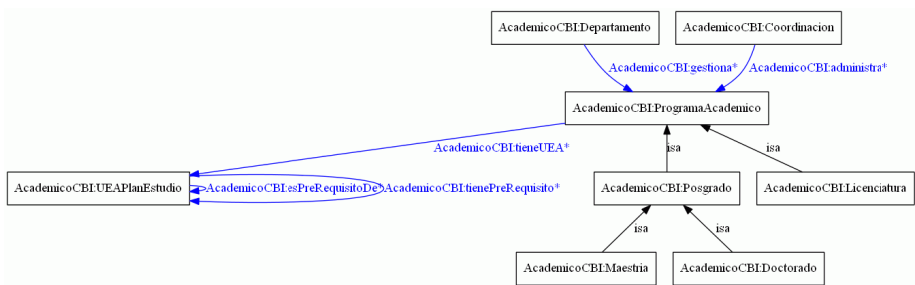 AcademicoCBI:Departamento
AcademicoCBI:Coordinacion
AcademicoCBI:gestiona*
AcademicoCBI:administra*
AcademicoCBI:ProgramaAcademico
AcademicoCBI:tieneUEA*
isa
isa
AcademicoCBI:UEAPlanEstudio
AcademicoCBI:esPreRequisitoDe*
AcademicoCBI:tienePreRequisito*
AcademicoCBI:Posgrado
AcademicoCBI:Licenciatura
isa
isa
AcademicoCBI:Maestria
AcademicoCBI:Doctorado